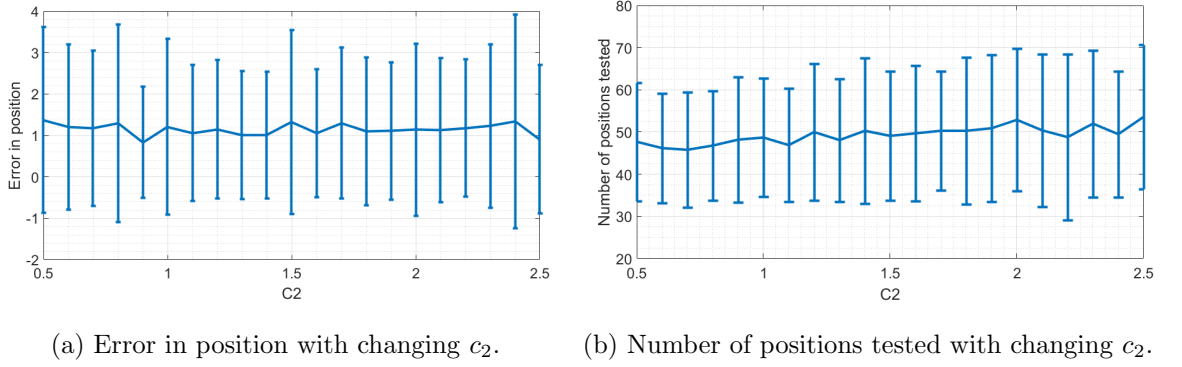 4
3
2
1
0
-1
-2
Error in position
0.5 1 1.5 2 2.5
C2
80
70
60
50
40
30
20
Number of positions tested
0.5 1 1.5 2 2.5
C2
(a) Error in position with changing c₂.
(b) Number of positions tested with changing c₂.